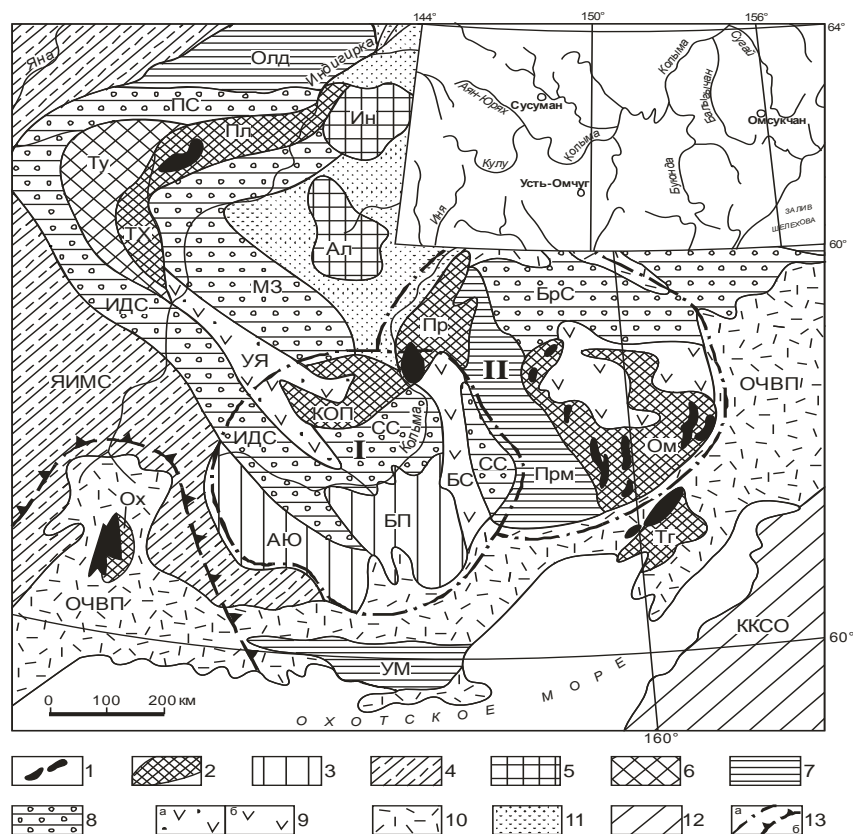 144°
150°
156°
64°
Яна
Олд
Индигирка
Колыма
Сугай
Балыгычан
Аян-Юрях
Сусуман
Омсукчан
ПС
Пл
Ин
Ту
Кулу
Колыма
Буюнда
Усть-Омчуг
ТХ
Иня
ЗАЛИВ
ШЕЛЕХОВА
Ал
60°
ИДС
МЗ
БрС
Пр
ЯИМС
УЯ
II
ОЧВП
КОП
СС
Колыма
ИДС
I
Ом
СС
Прм
БС
Ох
БП
АЮ
Тг
ОЧВП
ККСО
60°
УМ
0 100 200 км
ОХОТСКОЕ МОРЕ
160°
1 2 3 4 5 6 7
8 а б 9 10 11 12 а б 13